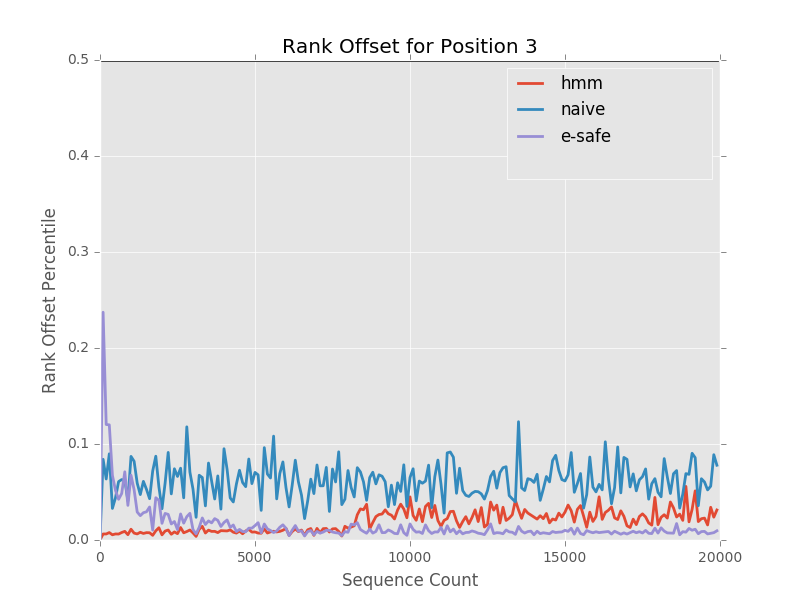 Rank Offset for Position 3
hmm
naive
e-safe
Rank Offset Percentile
0.5
0.4
0.3
0.2
0.1
0.0
0 5000 10000 15000 20000
Sequence Count